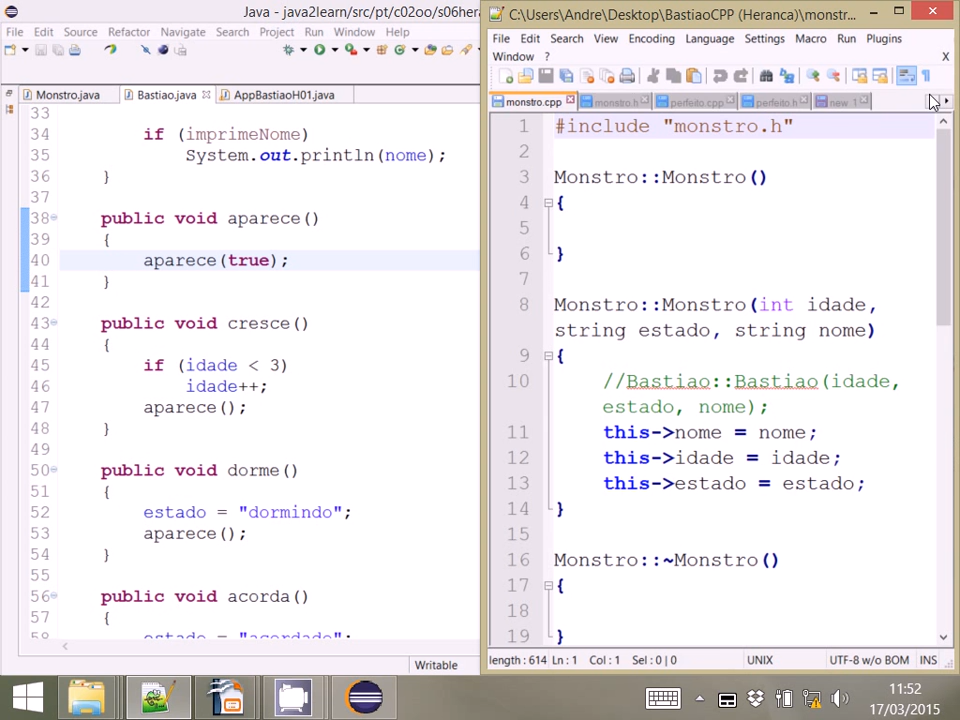 Java - java2learn/src/pt/c02oo/s06hera
File Edit Source Refactor Navigate Search Project Run Window Help
Monstro.java Bastiao.java AppBastiaoH01.java
33
34 if (imprimeNome)
35 System.out.println(nome);
36 }
37
38 public void aparece()
39 {
40 aparece(true);
41 }
42
43 public void cresce()
44 {
45 if (idade < 3)
46 idade++;
47 aparece();
48 }
49
50 public void dorme()
51 {
52 estado = "dormindo";
53 aparece();
54 }
55
56 public void acorda()
57 {
58 estado = "acordado";
Writable
C:\Users\Andre\Desktop\BastiaoCPP (Heranca)\monstr...
File Edit Search View Encoding Language Settings Macro Run Plugins
Window ? X
monstro.cpp monstro.h perfeito.cpp perfeito.h new 1
1 #include "monstro.h"
2
3 Monstro::Monstro()
4 {
5
6 }
7
8 Monstro::Monstro(int idade,
string estado, string nome)
9 {
10 //Bastiao::Bastiao(idade,
estado, nome);
11 this->nome = nome;
12 this->idade = idade;
13 this->estado = estado;
14 }
15
16 Monstro::~Monstro()
17 {
18
19 }
length : 614 Ln : 1 Col : 1 Sel : 0 | 0 UNIX UTF-8 w/o BOM INS
11:52
17/03/2015